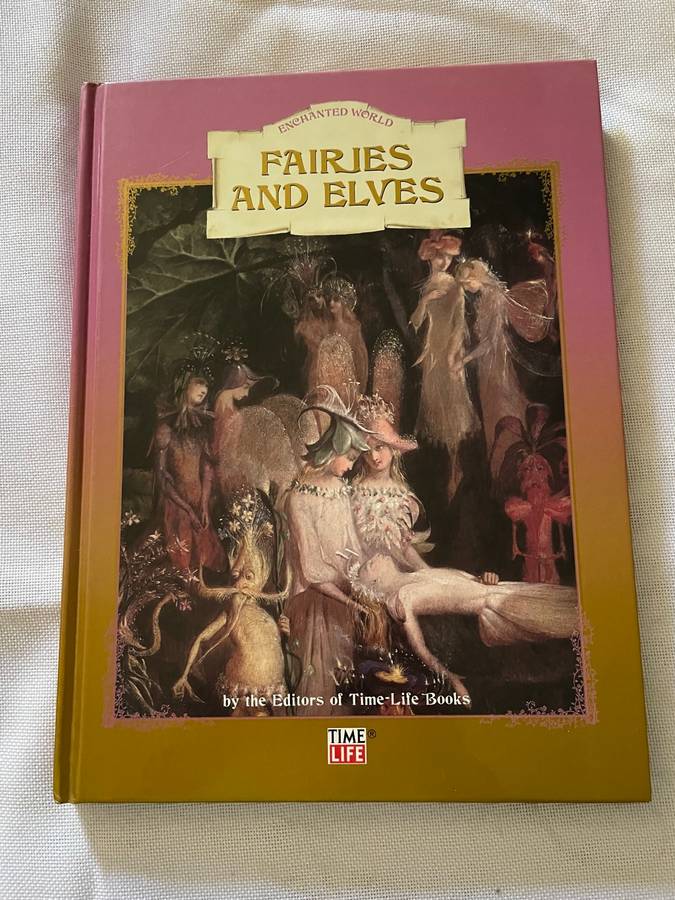 ENCHANTED WORLD
FAIRIES
AND ELVES
by the Editors of Time-Life Books
TIME ®
LIFE